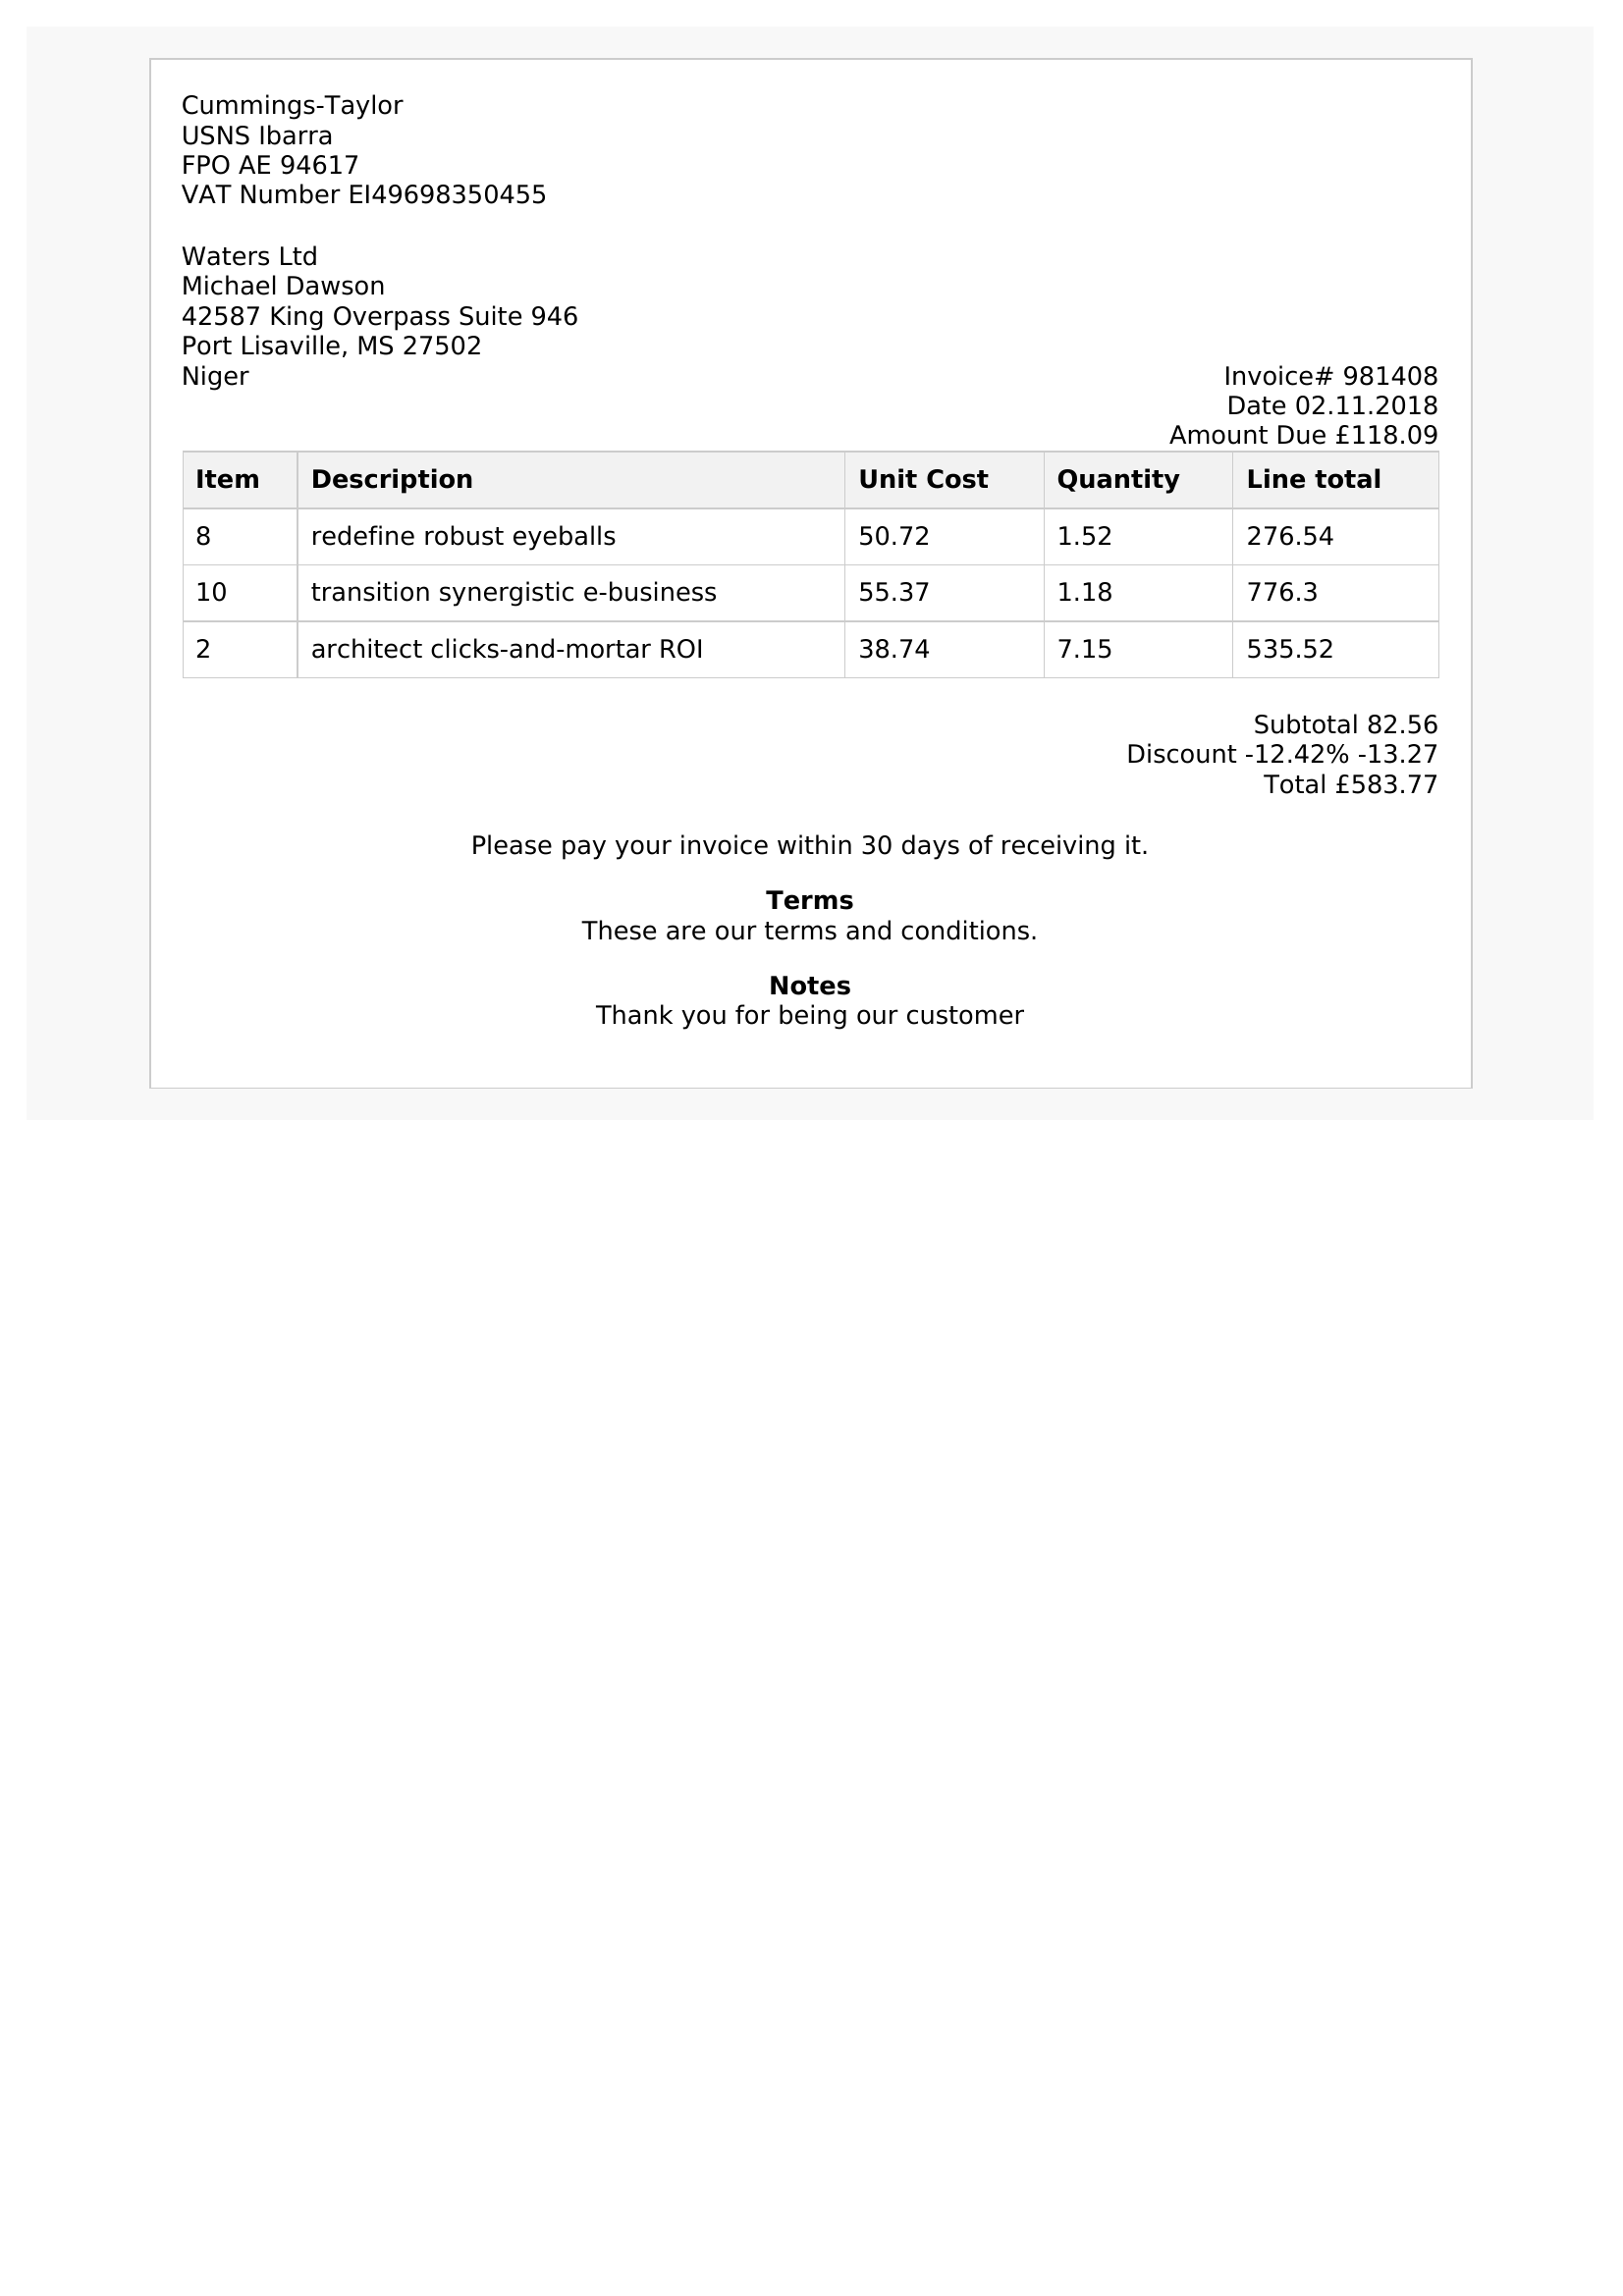 Cummings-Taylor
USNS Ibarra
FPO AE 94617
VAT Number EI49698350455
Waters Ltd
Michael Dawson
42587 King Overpass Suite 946
Port Lisaville, MS 27502
Niger
Invoice# 981408
Date 02.11.2018
Amount Due £118.09
Item Description Unit Cost Quantity Line total
8 redefine robust eyeballs 50.72 1.52 276.54
10 transition synergistic e-business 55.37 1.18 776.3
2 architect clicks-and-mortar ROI 38.74 7.15 535.52
Subtotal 82.56
Discount -12.42% -13.27
Total £583.77
Please pay your invoice within 30 days of receiving it.
Terms
These are our terms and conditions.
Notes
Thank you for being our customer